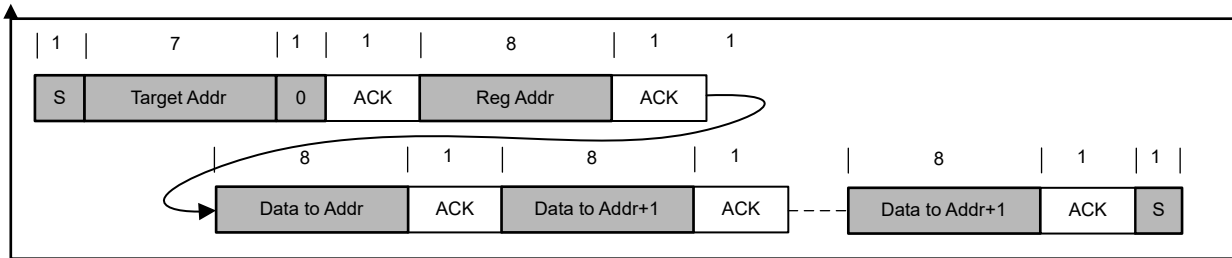 1 7 1 1 8 1 1
S Target Addr 0 ACK Reg Addr ACK
8 1 8 1 8 1 1
Data to Addr ACK Data to Addr+1 ACK Data to Addr+1 ACK S